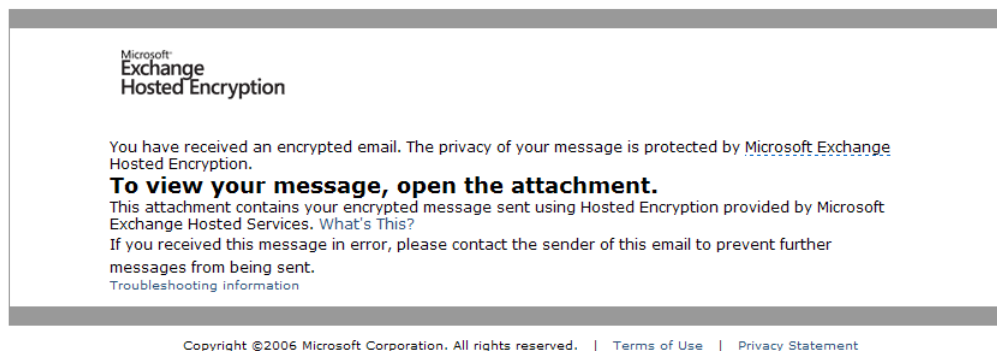 Microsoft
Exchange
Hosted Encryption
You have received an encrypted email. The privacy of your message is protected by Microsoft Exchange
Hosted Encryption.
To view your message, open the attachment.
This attachment contains your encrypted message sent using Hosted Encryption provided by Microsoft
Exchange Hosted Services. What's This?
If you received this message in error, please contact the sender of this email to prevent further
messages from being sent.
Troubleshooting information
Copyright ©2006 Microsoft Corporation. All rights reserved. | Terms of Use | Privacy Statement